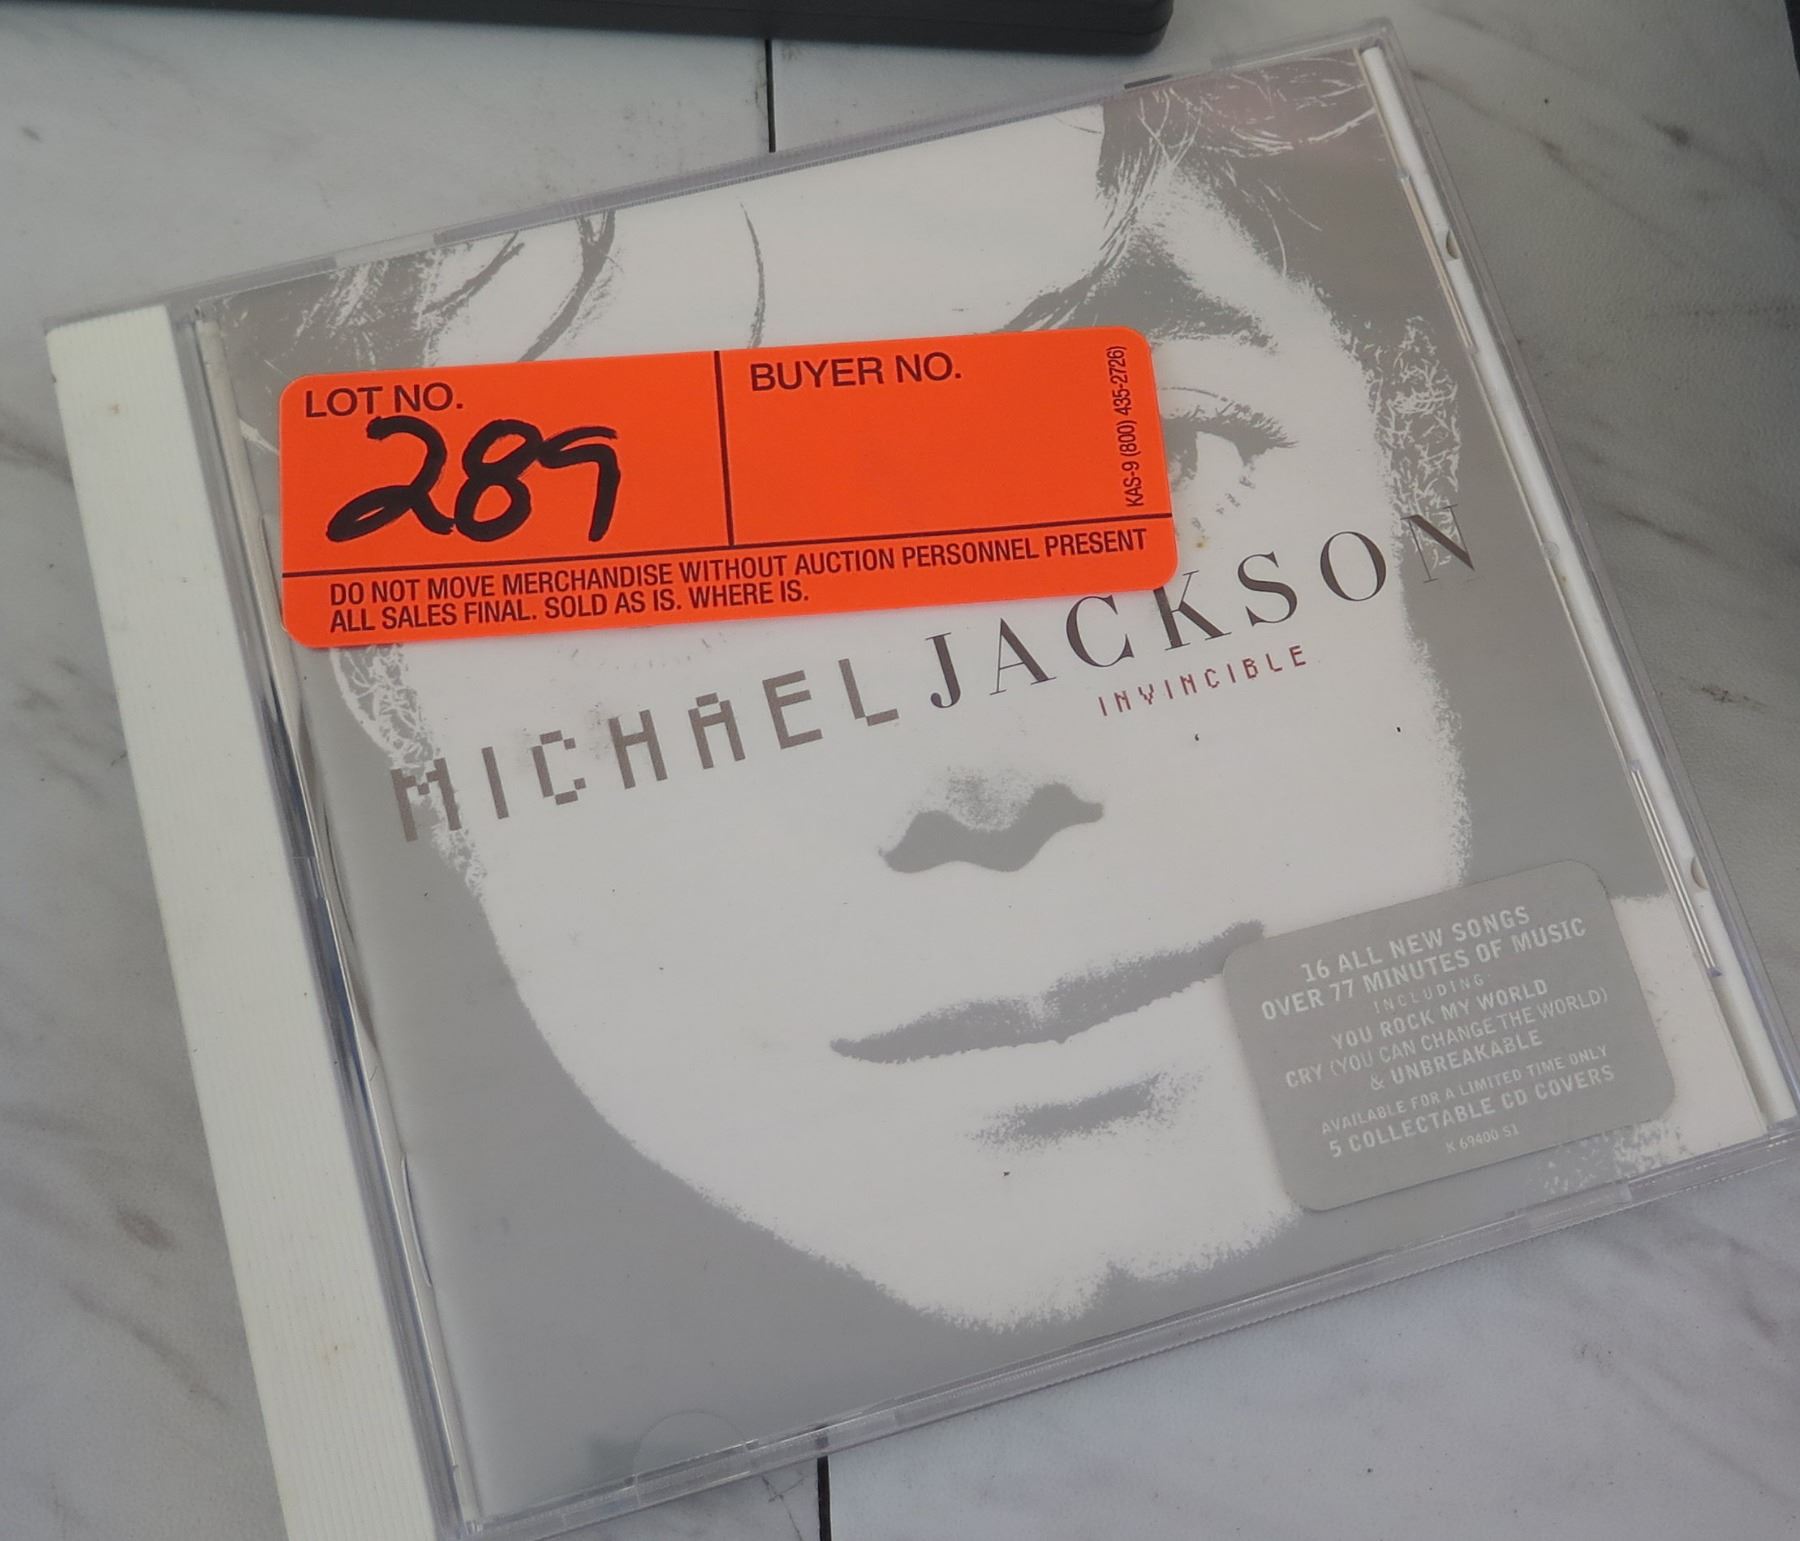 LOT NO.
289
BUYER NO.
KAS-9 (800) 435-2726)
DO NOT MOVE MERCHANDISE WITHOUT AUCTION PERSONNEL PRESENT
ALL SALES FINAL. SOLD AS IS. WHERE IS.
MICHAEL JACKSON
INVINCIBLE
16 ALL NEW SONGS
OVER 77 MINUTES OF MUSIC
INCLUDING
YOU ROCK MY WORLD
CRY (YOU CAN CHANGE THE WORLD)
& UNBREAKABLE
AVAILABLE FOR A LIMITED TIME ONLY
5 COLLECTABLE CD COVERS
K 69400 S1